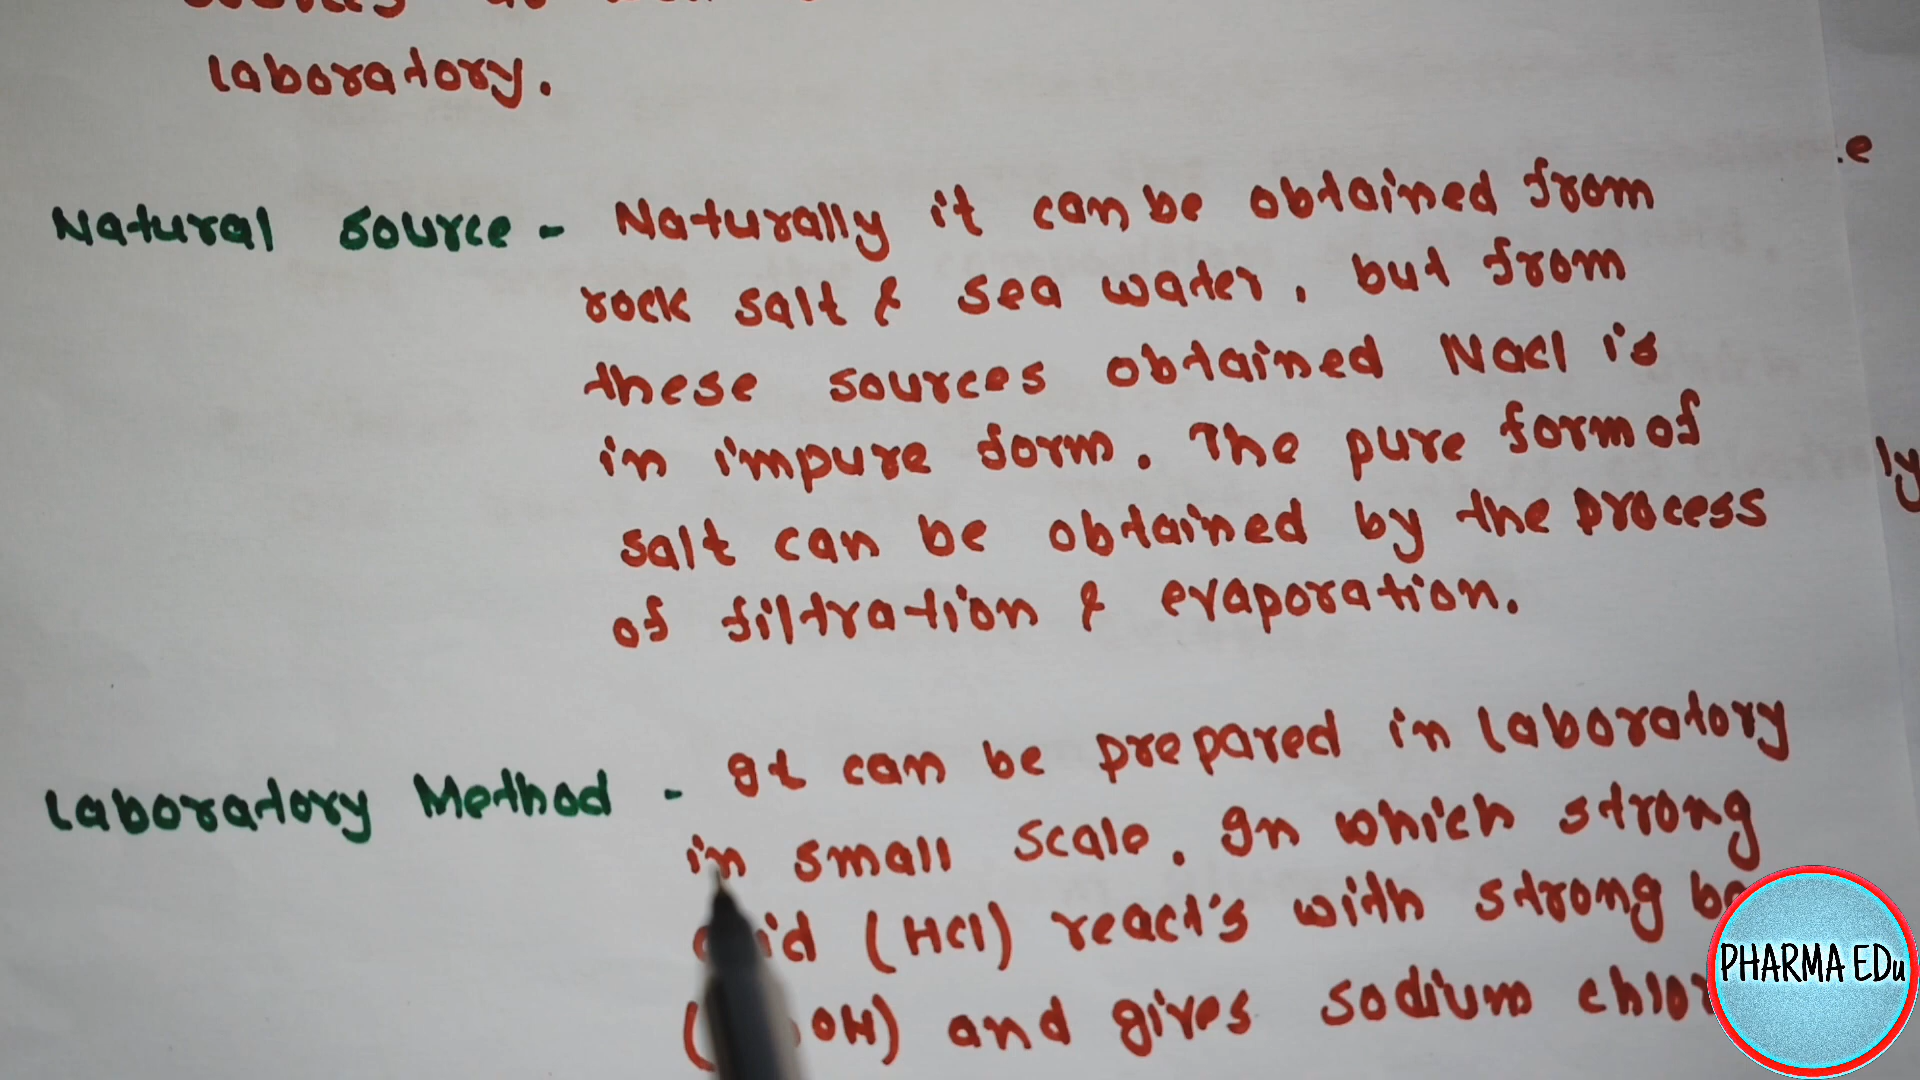 laboratory.
Natural source - Naturally it can be obtained from
rock salt & sea water. but from
these sources obtained NaCl is
in impure form. The pure form of
salt can be obtained by the process
of filtration & evaporation.
Laboratory Method - It can be prepared in laboratory
in small scale. In which strong
(HCl) react's with strong
and gives sodium
PHARMA EDu